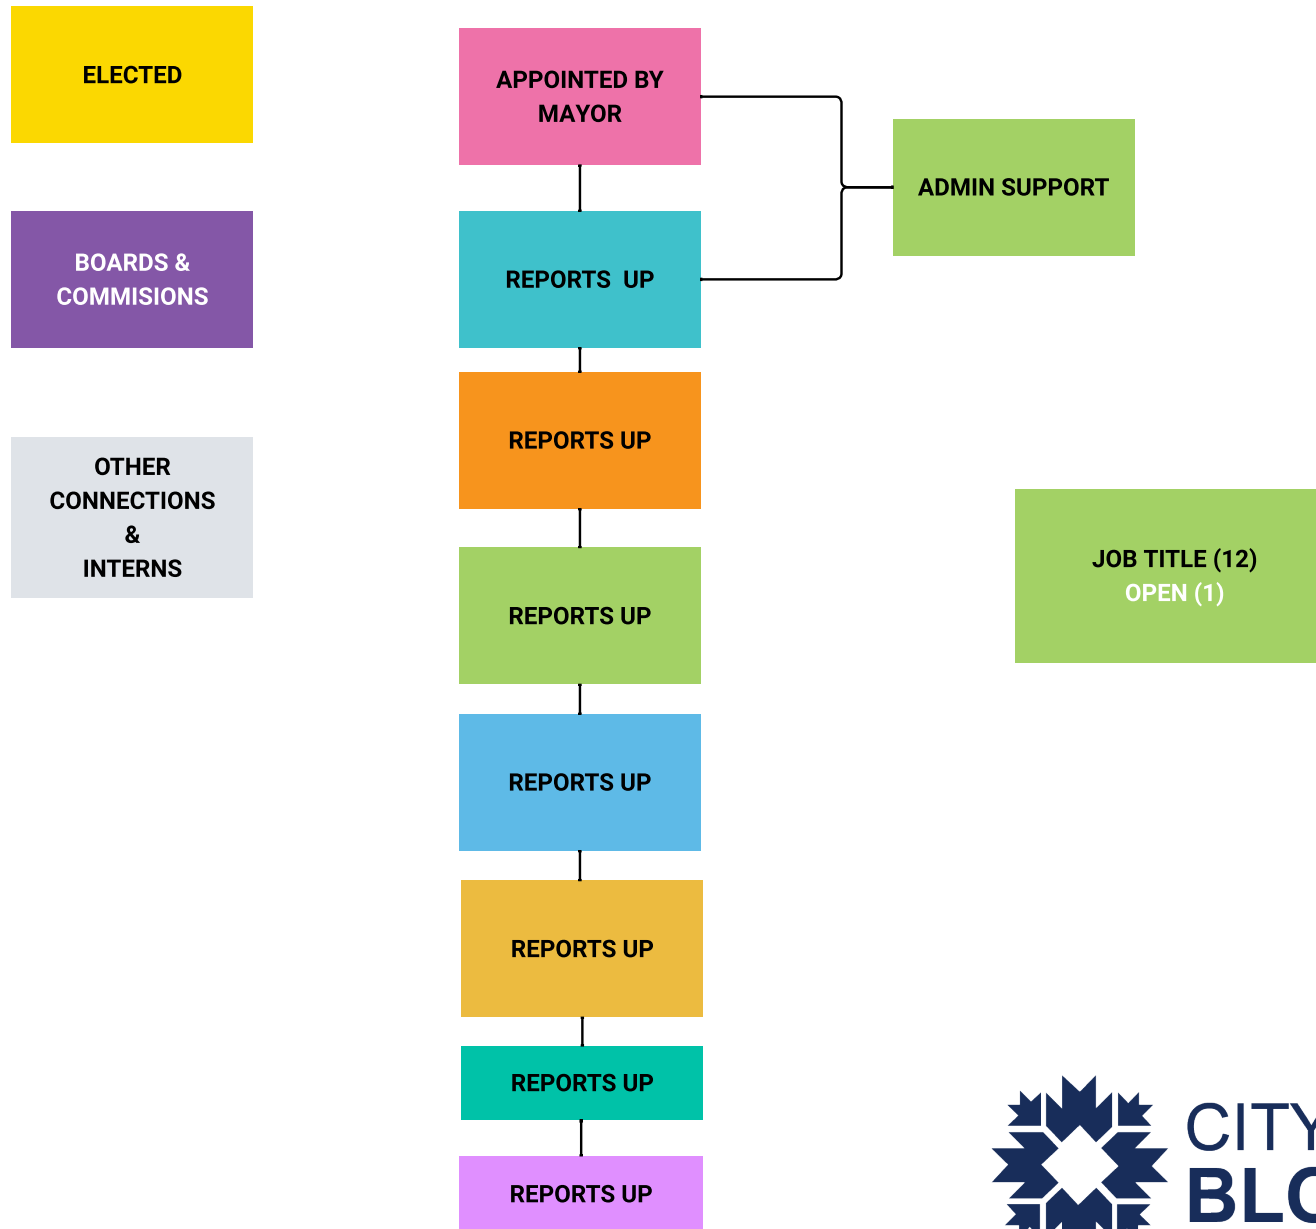 ELECTED
APPOINTED BY
MAYOR
ADMIN SUPPORT
BOARDS &
COMMISIONS
REPORTS  UP
REPORTS UP
OTHER
CONNECTIONS
&
INTERNS
JOB TITLE (12)
OPEN (1)
REPORTS UP
REPORTS UP
REPORTS UP
REPORTS UP
REPORTS UP
CITY